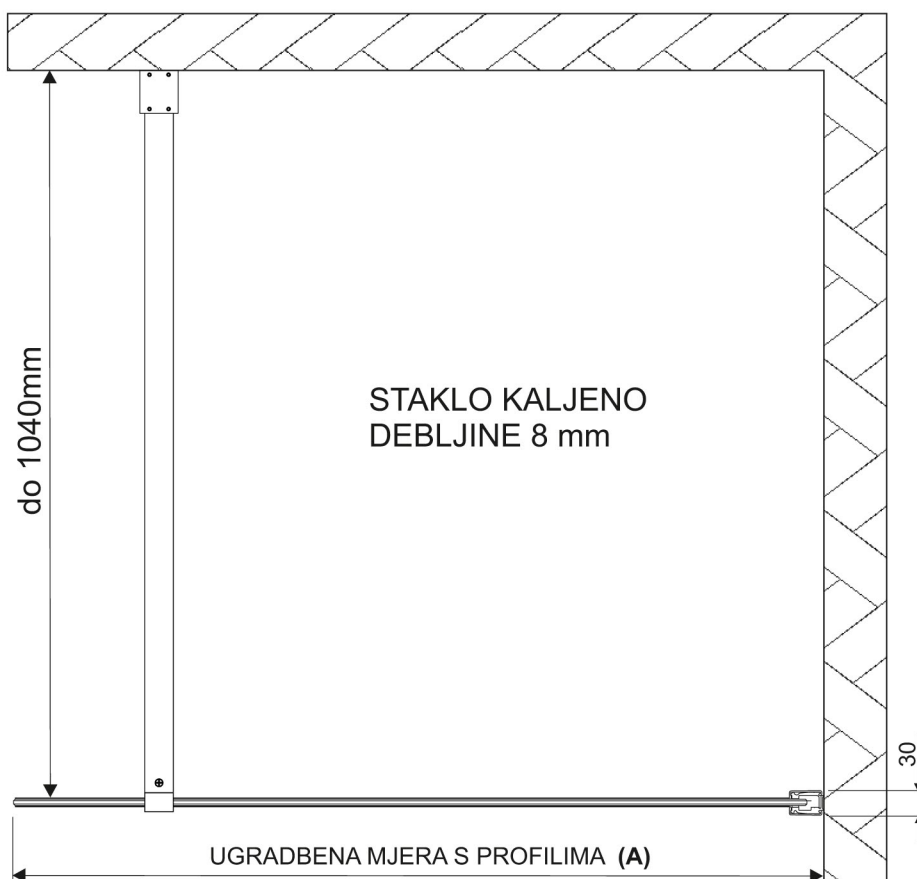 do 1040mm
STAKLO KALJENO
DEBLJINE 8 mm
30
UGRADBENA MJERA S PROFILIMA (A)